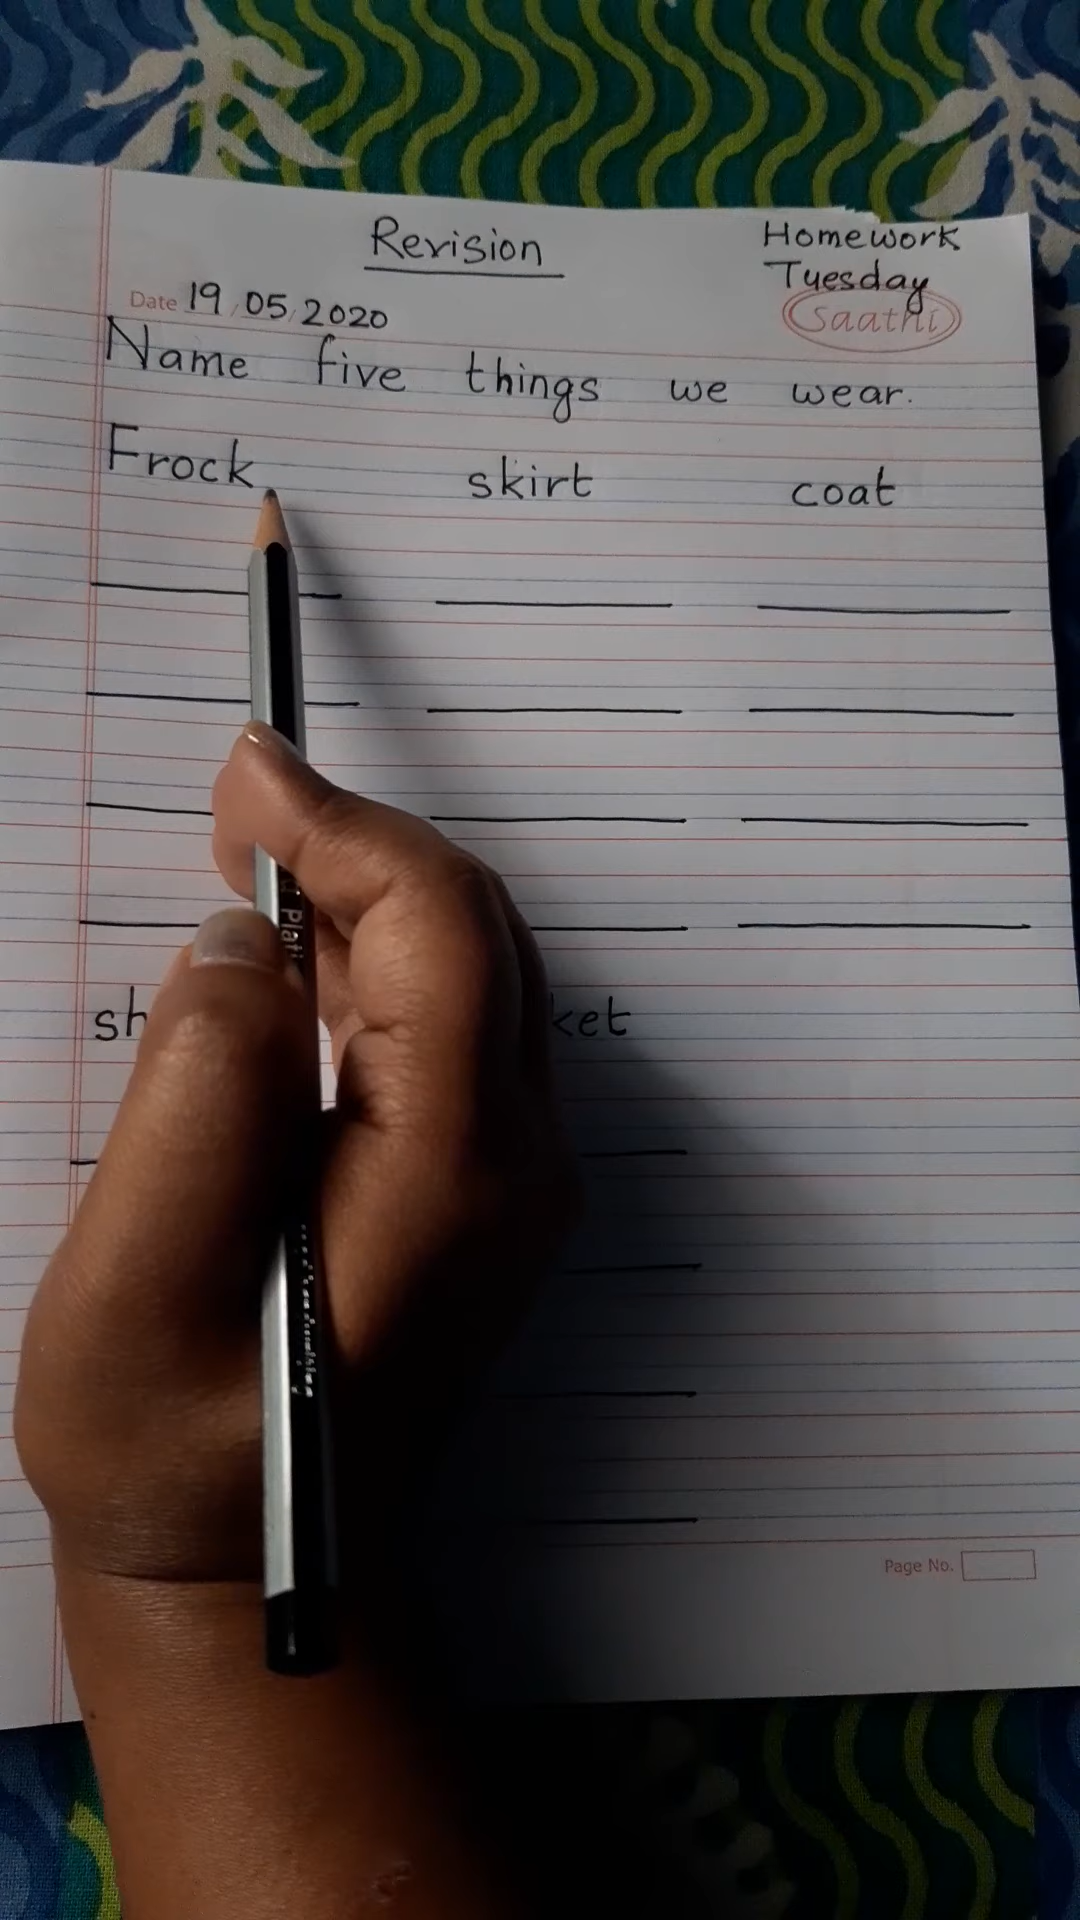 Revision Homework
Tuesday
Saathi
Date 19/05/2020
Name five things we wear.
Frock skirt coat
Page No.